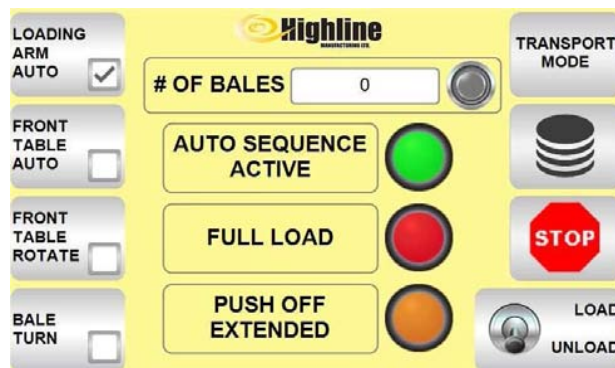 LOADING
ARM
AUTO
FRONT
TABLE
AUTO
FRONT
TABLE
ROTATE
BALE
TURN
Highline
MANUFACTURING LTD.
# OF BALES 0
AUTO SEQUENCE
ACTIVE
FULL LOAD
PUSH OFF
EXTENDED
TRANSPORT
MODE
STOP
LOAD
UNLOAD